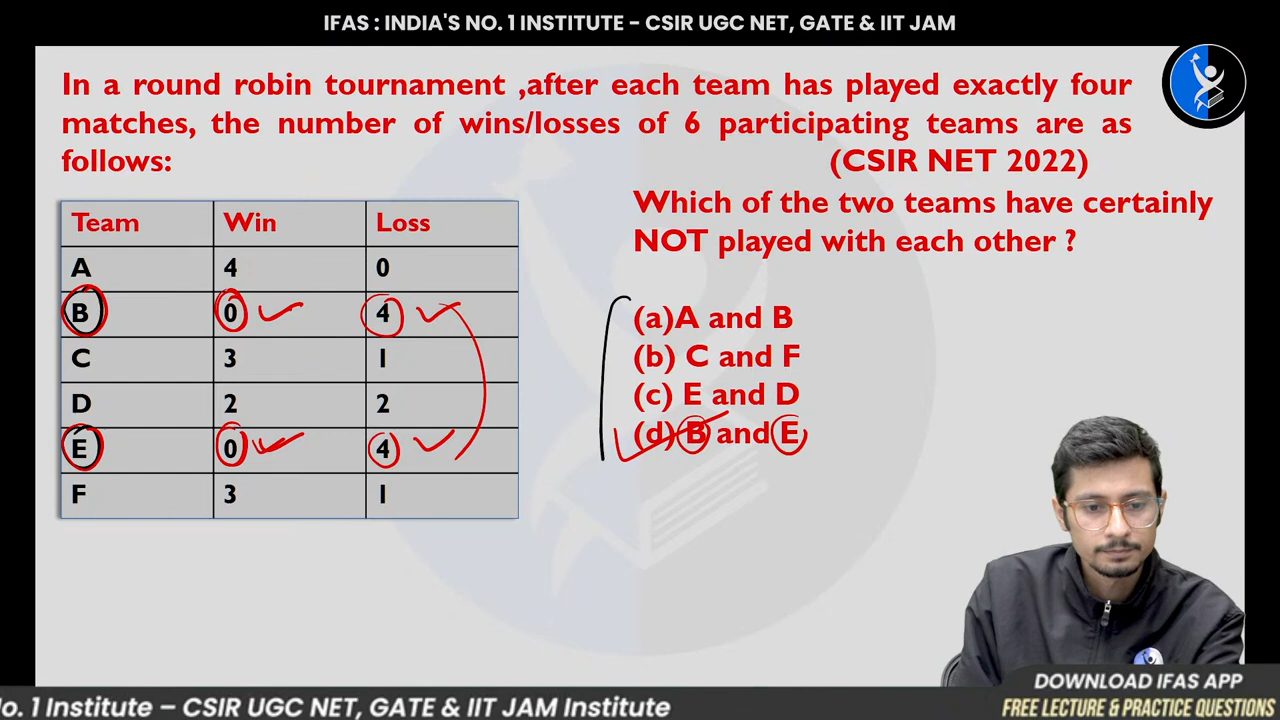 IFAS : INDIA'S NO. 1 INSTITUTE – CSIR UGC NET, GATE & IIT JAM
In a round robin tournament ,after each team has played exactly four
matches, the number of wins/losses of 6 participating teams are as
follows: (CSIR NET 2022)
Team Win Loss
A 4 0
B 0 4
C 3 1
D 2 2
E 0 4
F 3 1
Which of the two teams have certainly
NOT played with each other ?
(a)A and B
(b) C and F
(c) E and D
(d) B and E
DOWNLOAD IFAS APP
FREE LECTURE & PRACTICE QUESTIONS
No. 1 Institute – CSIR UGC NET, GATE & IIT JAM Institute